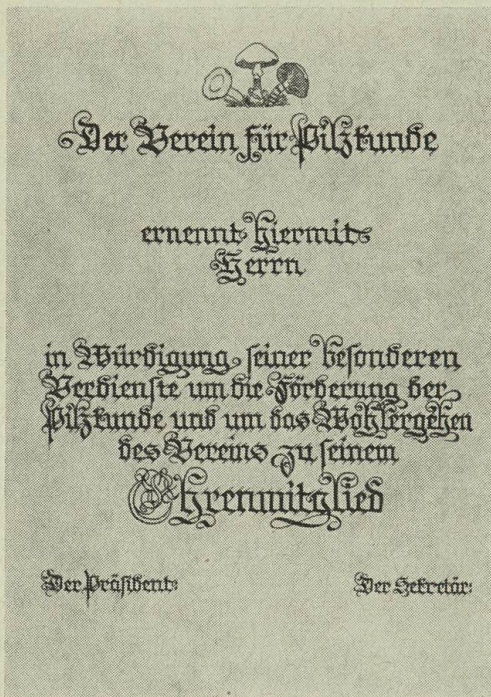 Der Verein für Pilzkunde
ernennt hiermit
Herrn
in Würdigung seiner besonderen
Verdienste um die Förderung der
Pilzkunde und um das Wohlergehen
des Vereins zu seinem
Ehrenmitglied
Der Präsident: Der Sekretär: